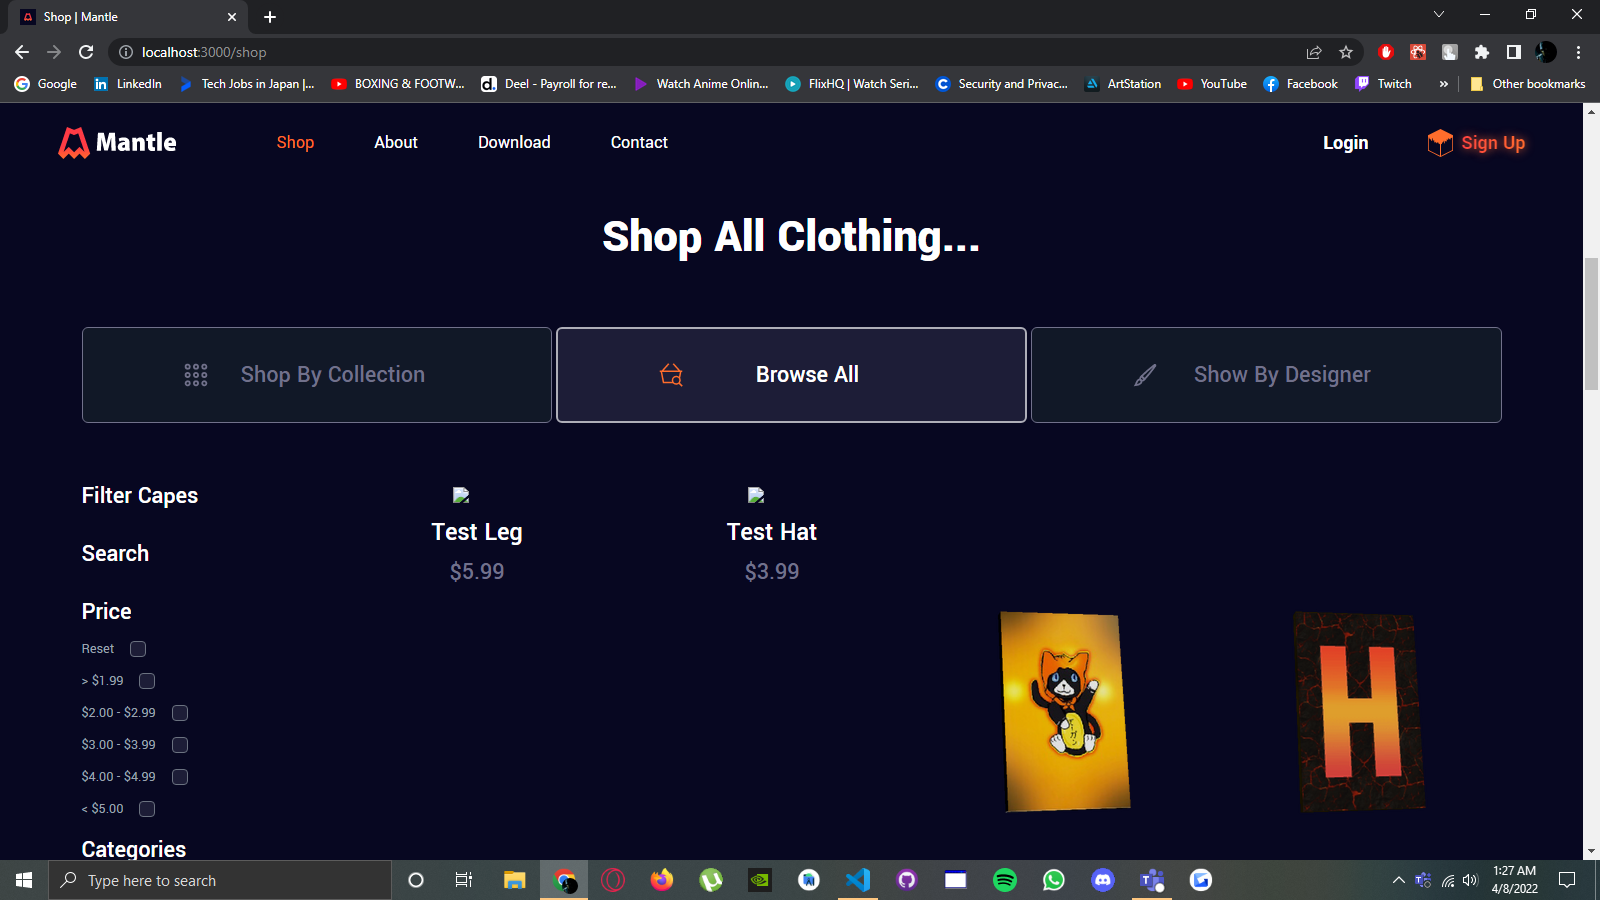 Shop | Mantle
localhost:3000/shop
Google
LinkedIn
Tech Jobs in Japan |...
BOXING & FOOTW...
Deel - Payroll for re...
Watch Anime Onlin...
FlixHQ | Watch Seri...
Security and Privac...
ArtStation
YouTube
Facebook
Twitch
»
Other bookmarks
Mantle
Shop
About
Download
Contact
Login
Sign Up
Shop All Clothing...
Shop By Collection
Browse All
Show By Designer
Filter Capes
Search
Price
Reset
> $1.99
$2.00 - $2.99
$3.00 - $3.99
$4.00 - $4.99
< $5.00
Categories
Test Leg
$5.99
Test Hat
$3.99
H
Type here to search
1:27 AM
4/8/2022